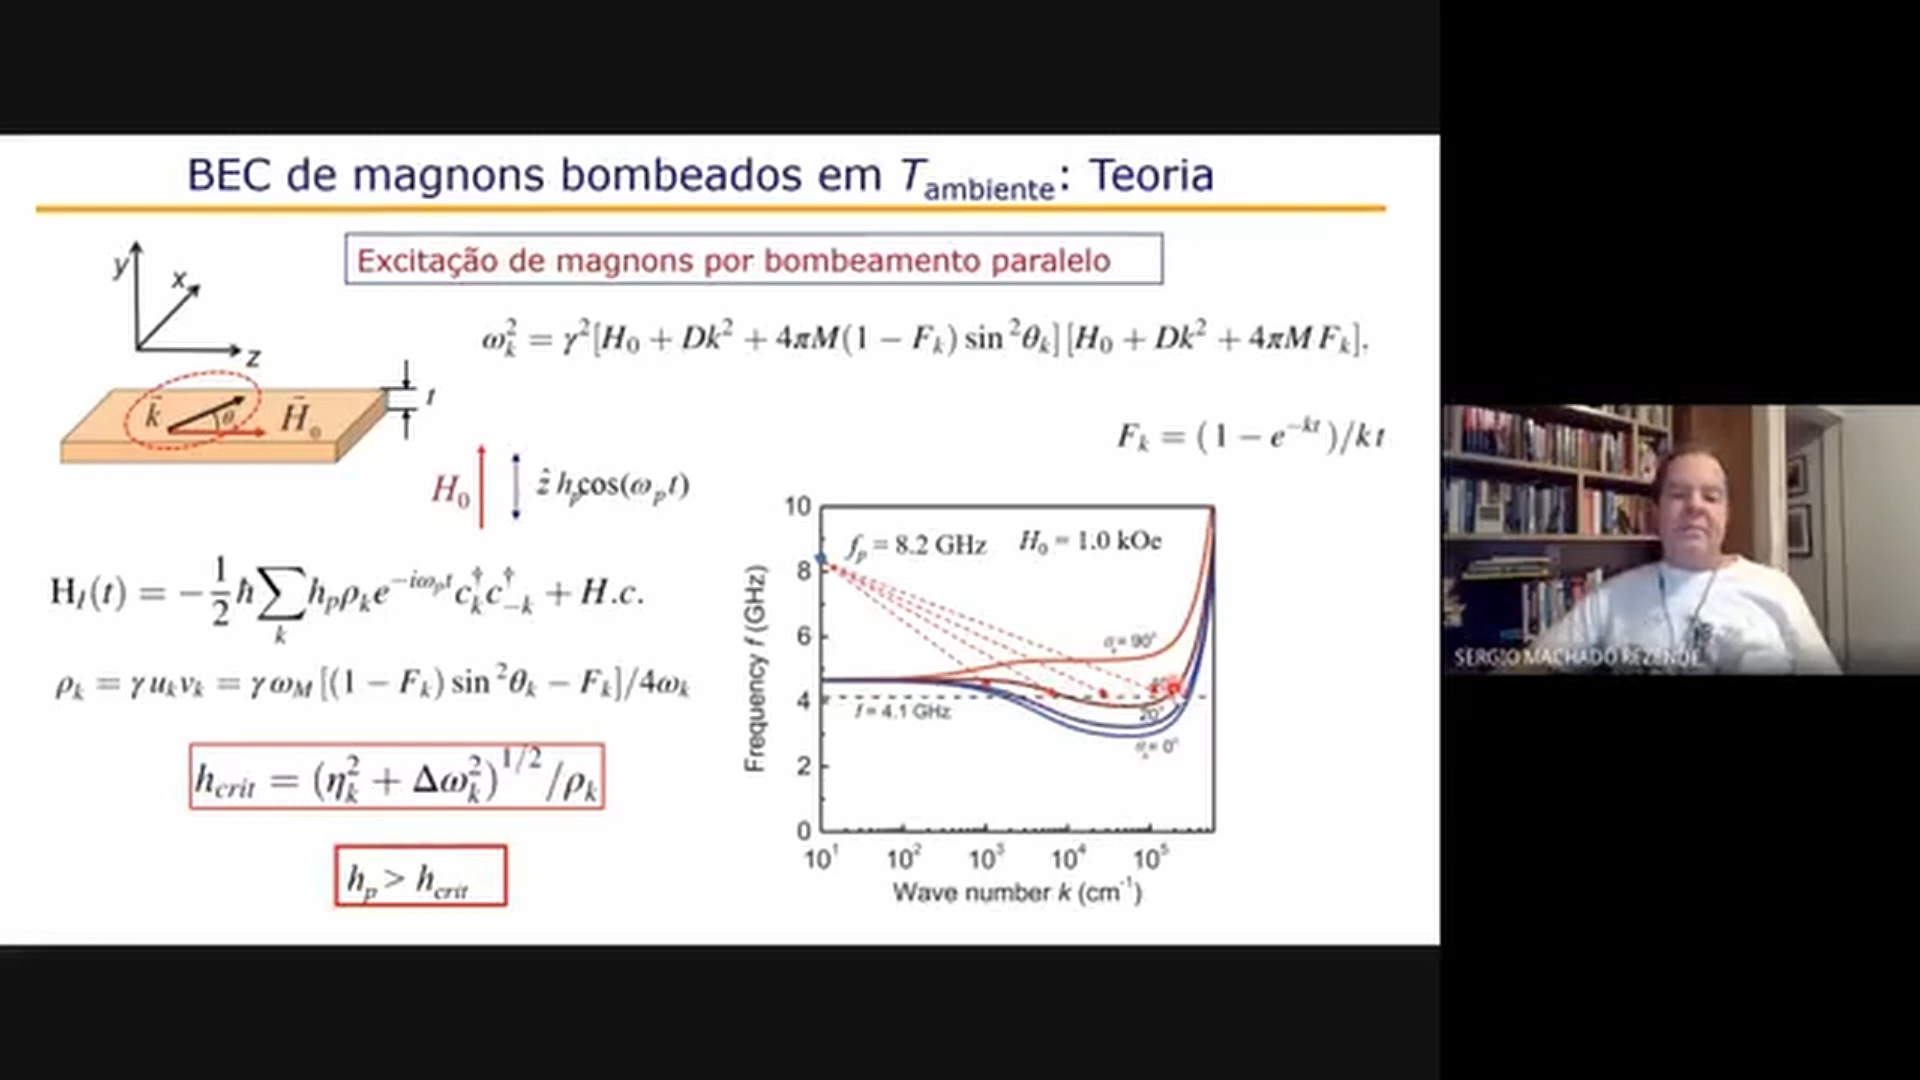 BEC de magnons bombeados em T_ambiente: Teoria
Excitação de magnons por bombeamento paralelo
y
x
z
ω_k² = γ²[H₀ + Dk² + 4πM(1 − F_k) sin²θ_k][H₀ + Dk² + 4πM F_k].
k⃗ θ H⃗₀
t
F_k = (1 − e^{−kt})/kt
H₀ ẑ h_p cos(ω_p t)
H_I(t) = −½ ħ ∑_k h_p ρ_k e^{−iω_p t} c_k† c_{−k}† + H.c.
ρ_k = γ u_k v_k = γ ω_M [(1 − F_k) sin²θ_k − F_k]/4ω_k
h_crit = (η_k² + Δω_k²)^{1/2}/ρ_k
h_p > h_crit
f_p = 8.2 GHz H₀ = 1.0 kOe
θ_k = 90°
20°
θ_k = 0°
f = 4.1 GHz
10
8
6
4
2
0
Frequency f (GHz)
10¹ 10² 10³ 10⁴ 10⁵
Wave number k (cm⁻¹)
SERGIO MACHADO REZENDE